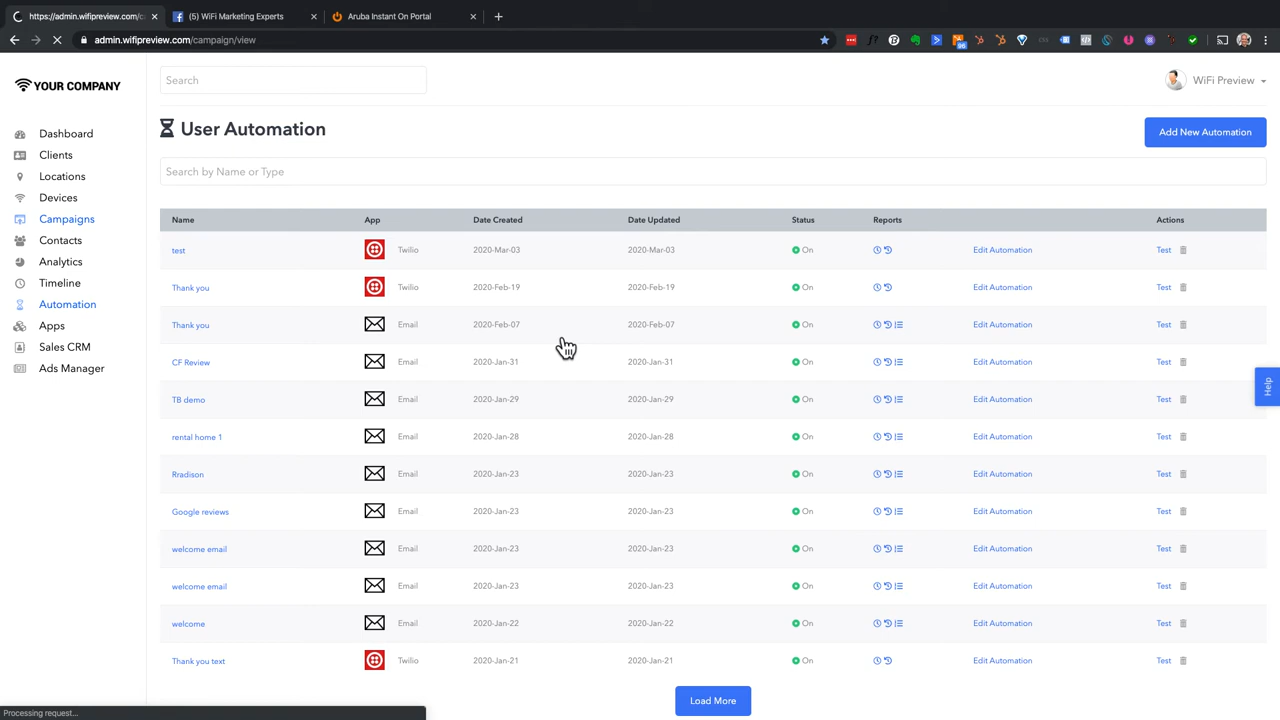 https://admin.wifipreview.com/c
(5) WiFi Marketing Experts
Aruba Instant On Portal
admin.wifipreview.com/campaign/view
YOUR COMPANY
Search
WiFi Preview
Dashboard
Clients
Locations
Devices
Campaigns
Contacts
Analytics
Timeline
Automation
Apps
Sales CRM
Ads Manager
User Automation
Add New Automation
Search by Name or Type
Name App Date Created Date Updated Status Reports Actions
test Twilio 2020-Mar-03 2020-Mar-03 On Edit Automation Test
Thank you Twilio 2020-Feb-19 2020-Feb-19 On Edit Automation Test
Thank you Email 2020-Feb-07 2020-Feb-07 On Edit Automation Test
CF Review Email 2020-Jan-31 2020-Jan-31 On Edit Automation Test
TB demo Email 2020-Jan-29 2020-Jan-29 On Edit Automation Test
rental home 1 Email 2020-Jan-28 2020-Jan-28 On Edit Automation Test
Rradison Email 2020-Jan-23 2020-Jan-23 On Edit Automation Test
Google reviews Email 2020-Jan-23 2020-Jan-23 On Edit Automation Test
welcome email Email 2020-Jan-23 2020-Jan-23 On Edit Automation Test
welcome email Email 2020-Jan-23 2020-Jan-23 On Edit Automation Test
welcome Email 2020-Jan-22 2020-Jan-22 On Edit Automation Test
Thank you text Twilio 2020-Jan-21 2020-Jan-21 On Edit Automation Test
Load More
Help
Processing request...